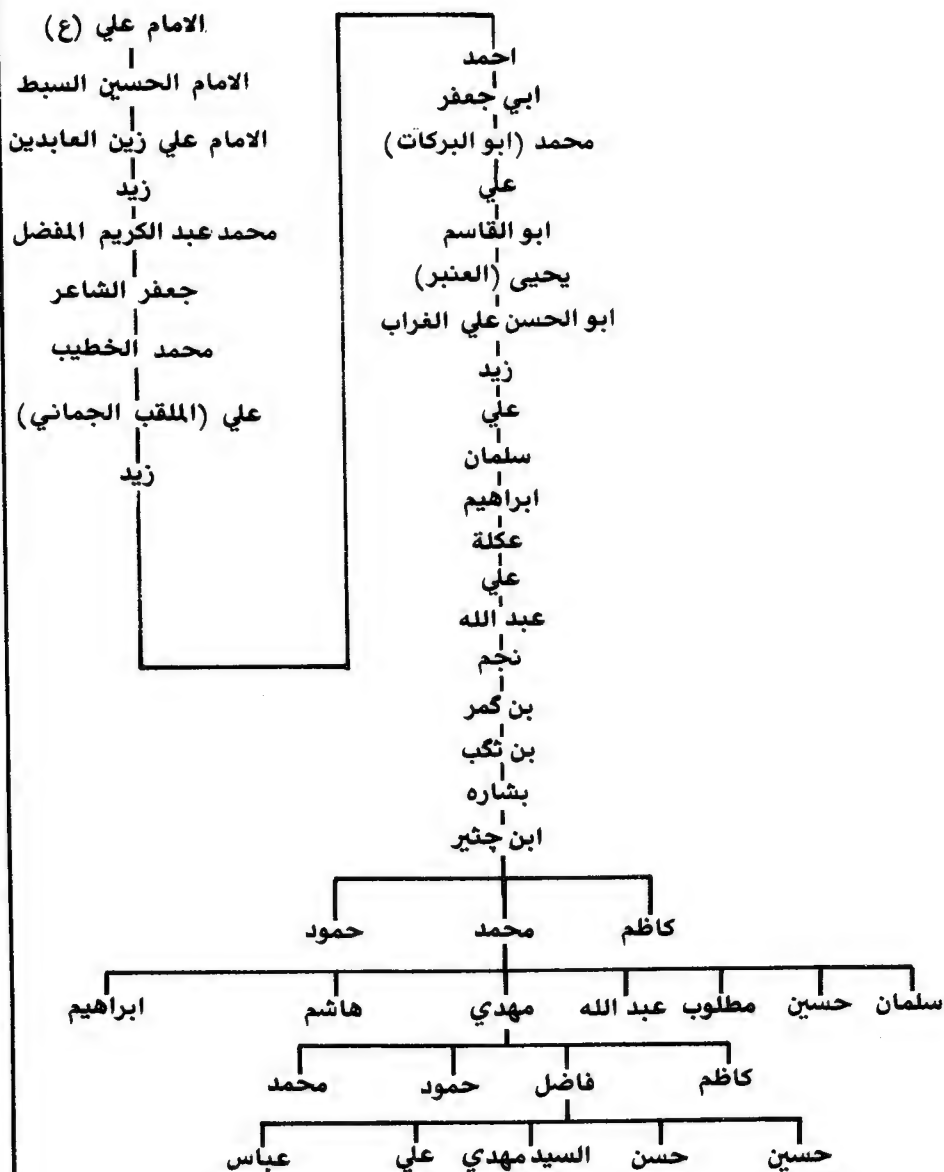 الامام علي (ع)
الامام الحسين السبط
الامام علي زين العابدين
زيد
محمد عبد الكريم المفضل
جعفر الشاعر
محمد الخطيب
علي (الملقب الجماني)
زيد
احمد
ابي جعفر
محمد (ابو البركات)
علي
ابو القاسم
يحيى (العنبر)
ابو الحسن علي الغراب
زيد
علي
سلمان
ابراهيم
عكلة
علي
عبد الله
نجم
بن گمر
بن ثگب
بشاره
ابن چثير
كاظم محمد حمود
سلمان حسين مطلوب عبد الله مهدي هاشم ابراهيم
كاظم فاضل حمود محمد
حسين حسن السيد مهدي علي عباس